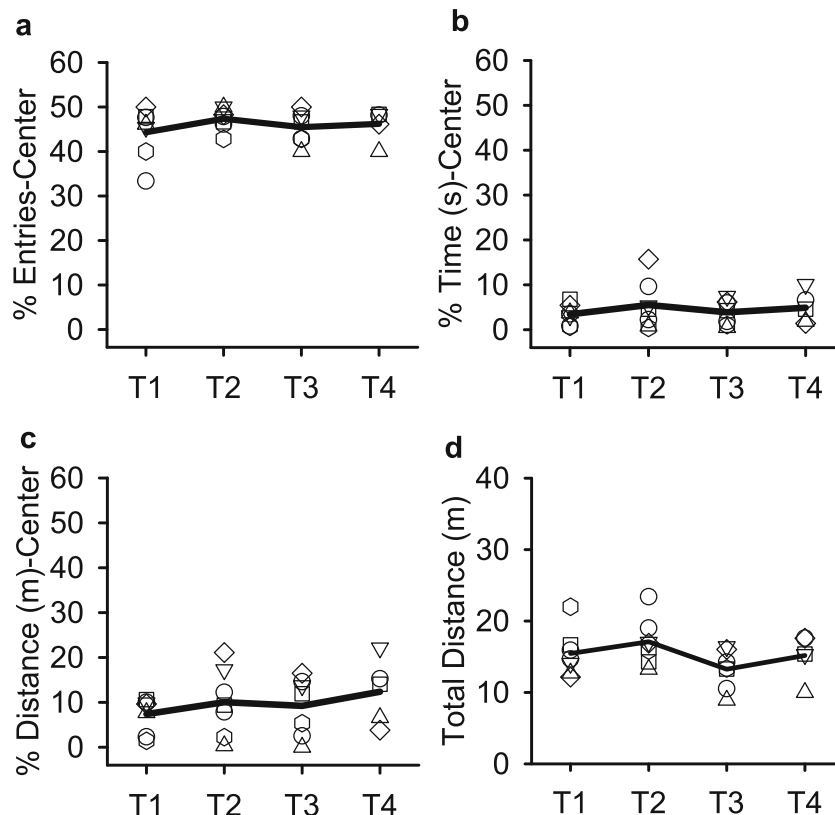 a
% Entries-Center
60
50
40
30
20
10
0
T1 T2 T3 T4
b
% Time (s)-Center
60
50
40
30
20
10
0
T1 T2 T3 T4
c
% Distance (m)-Center
60
50
40
30
20
10
0
T1 T2 T3 T4
d
Total Distance (m)
40
30
20
10
0
T1 T2 T3 T4